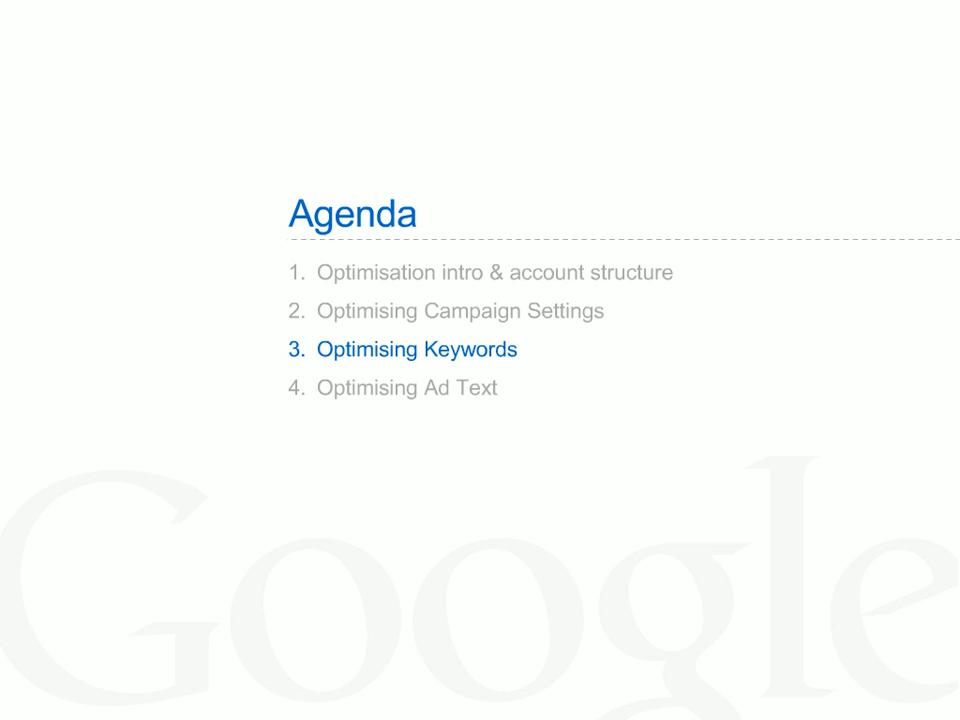 Agenda
1. Optimisation intro & account structure
2. Optimising Campaign Settings
3. Optimising Keywords
4. Optimising Ad Text
Google